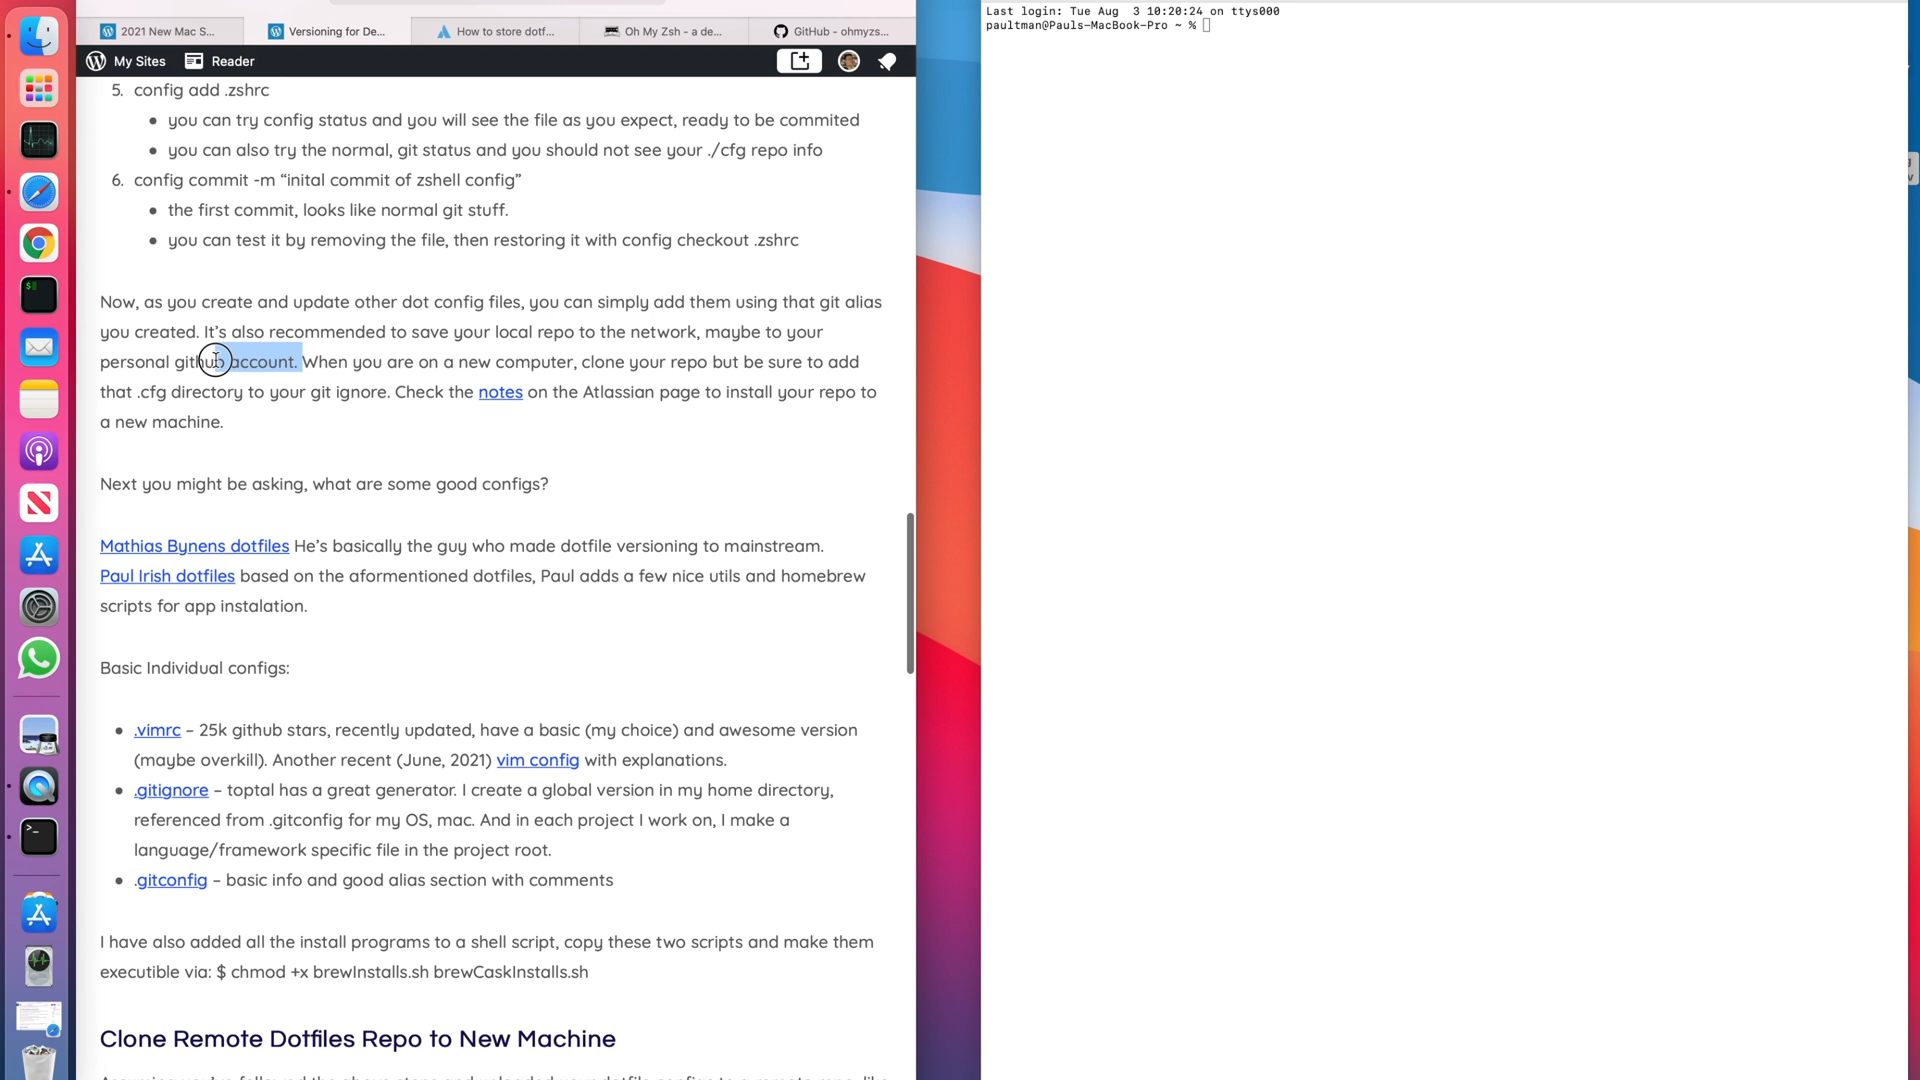 2021 New Mac S...
Versioning for De...
How to store dotf...
Oh My Zsh - a de...
GitHub - ohmyzs...
My Sites
Reader
5. config add .zshrc
• you can try config status and you will see the file as you expect, ready to be commited
• you can also try the normal, git status and you should not see your ./cfg repo info
6. config commit -m “inital commit of zshell config”
• the first commit, looks like normal git stuff.
• you can test it by removing the file, then restoring it with config checkout .zshrc
Now, as you create and update other dot config files, you can simply add them using that git alias
you created. It’s also recommended to save your local repo to the network, maybe to your
personal github account. When you are on a new computer, clone your repo but be sure to add
that .cfg directory to your git ignore. Check the notes on the Atlassian page to install your repo to
a new machine.
Next you might be asking, what are some good configs?
Mathias Bynens dotfiles He’s basically the guy who made dotfile versioning to mainstream.
Paul Irish dotfiles based on the aformentioned dotfiles, Paul adds a few nice utils and homebrew
scripts for app instalation.
Basic Individual configs:
• .vimrc – 25k github stars, recently updated, have a basic (my choice) and awesome version
(maybe overkill). Another recent (June, 2021) vim config with explanations.
• .gitignore – toptal has a great generator. I create a global version in my home directory,
referenced from .gitconfig for my OS, mac. And in each project I work on, I make a
language/framework specific file in the project root.
• .gitconfig – basic info and good alias section with comments
I have also added all the install programs to a shell script, copy these two scripts and make them
executible via: $ chmod +x brewInstalls.sh brewCaskInstalls.sh
Clone Remote Dotfiles Repo to New Machine
Last login: Tue Aug  3 10:20:24 on ttys000
paultman@Pauls-MacBook-Pro ~ %